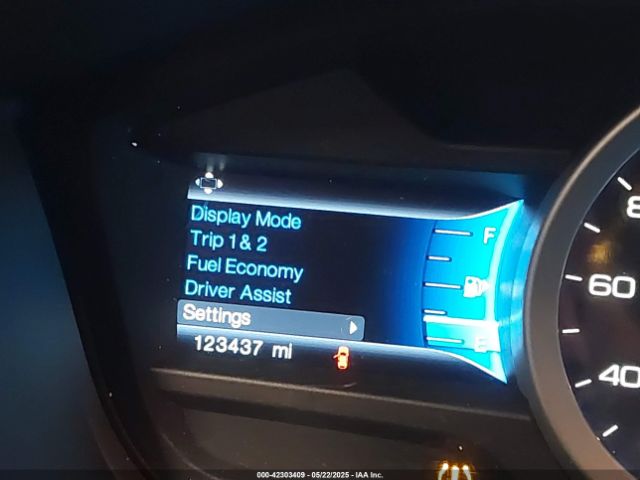 Display Mode
Trip 1 & 2
Fuel Economy
Driver Assist
Settings
123437 mi
F
E
8
60
40
000-42303409 - 05/22/2025 - IAA Inc.